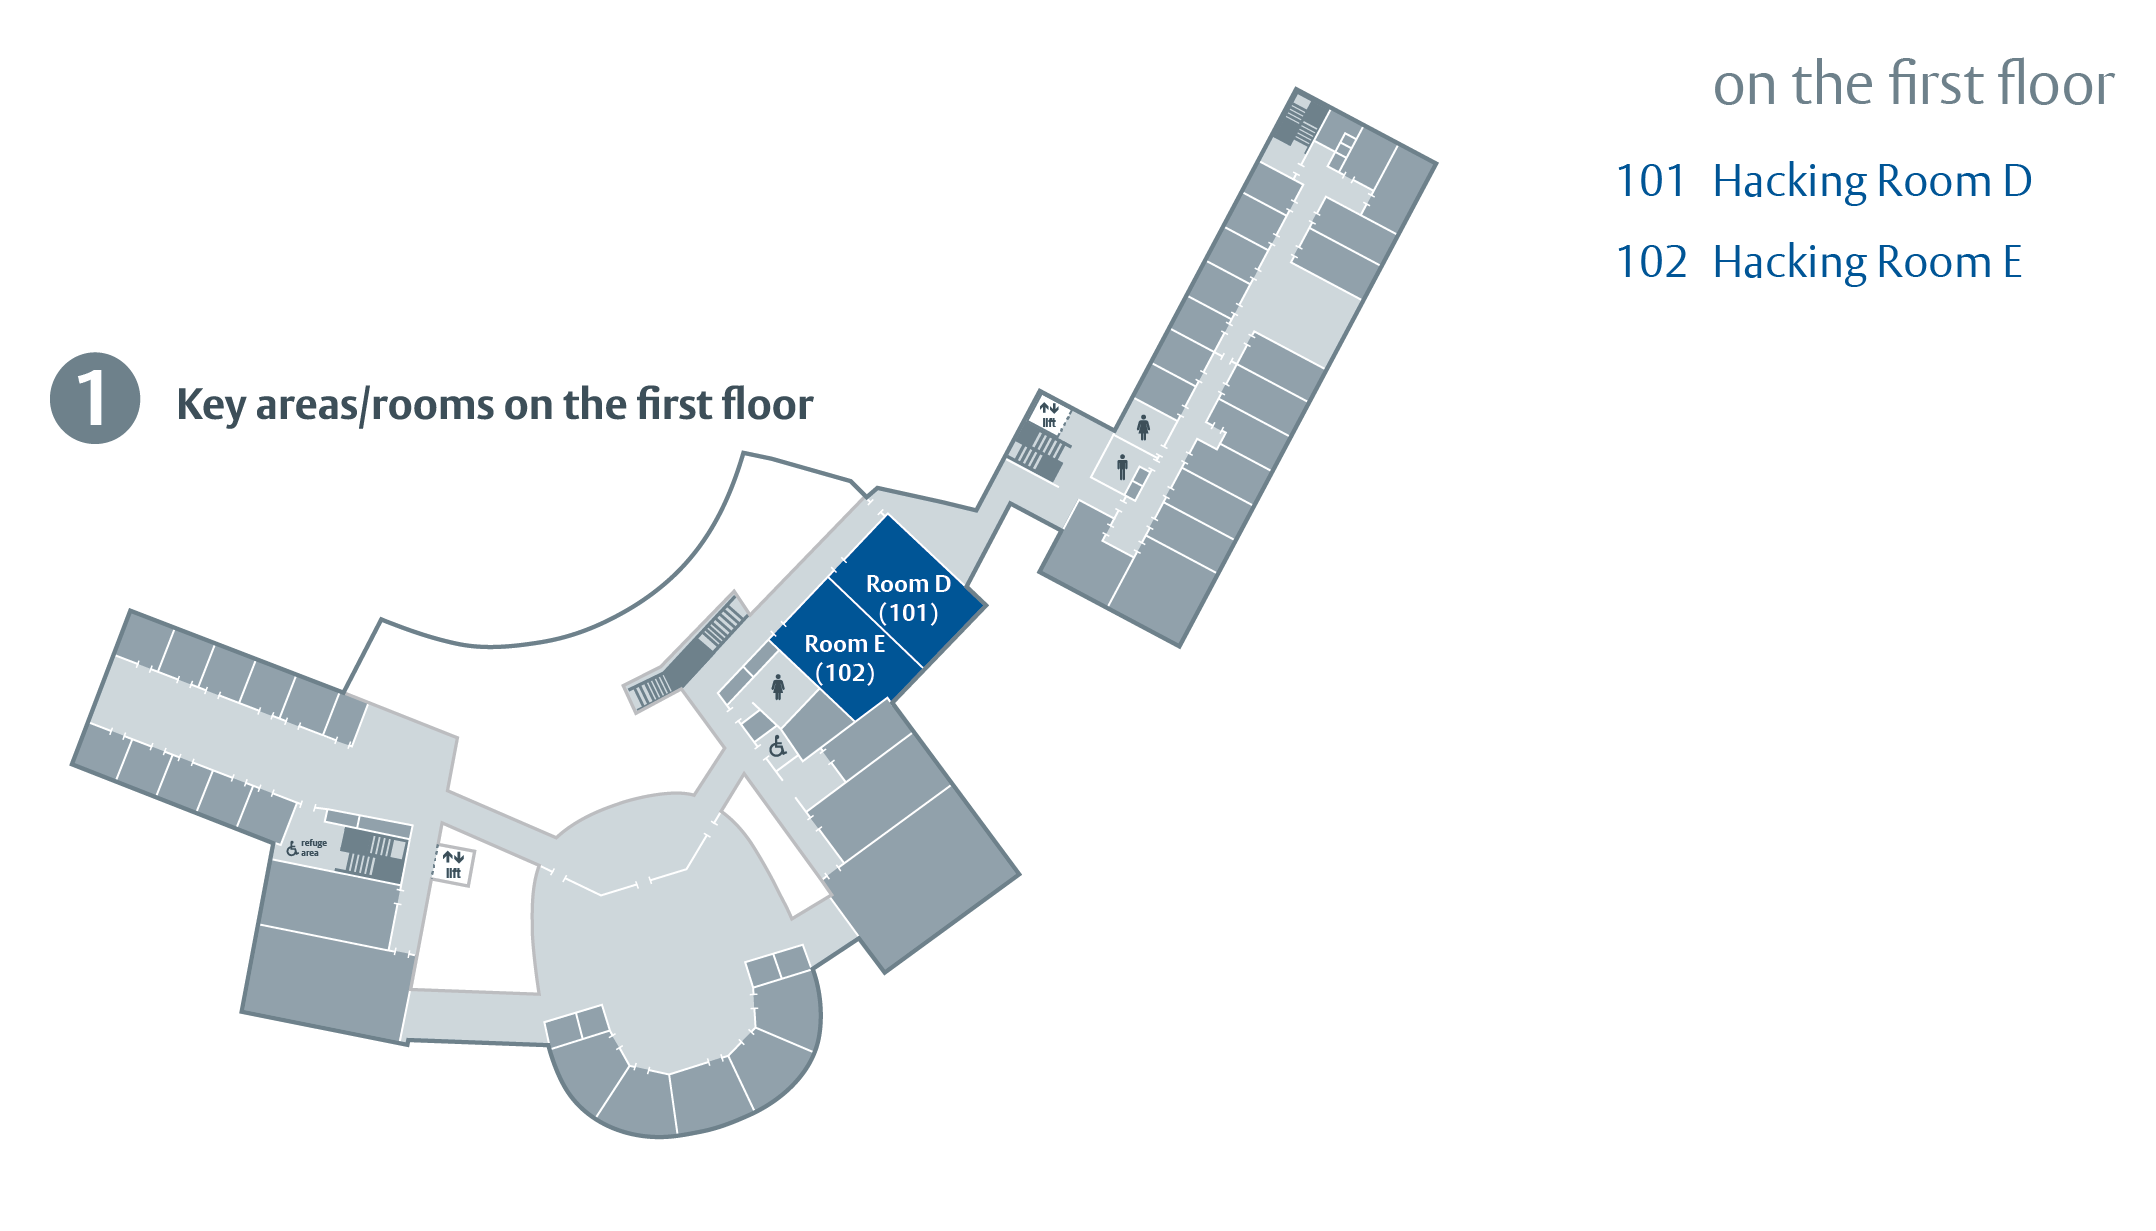 on the first floor
101 Hacking Room D
102 Hacking Room E
1 Key areas/rooms on the first floor
lift
Room D
(101)
Room E
(102)
refuge
area
lift